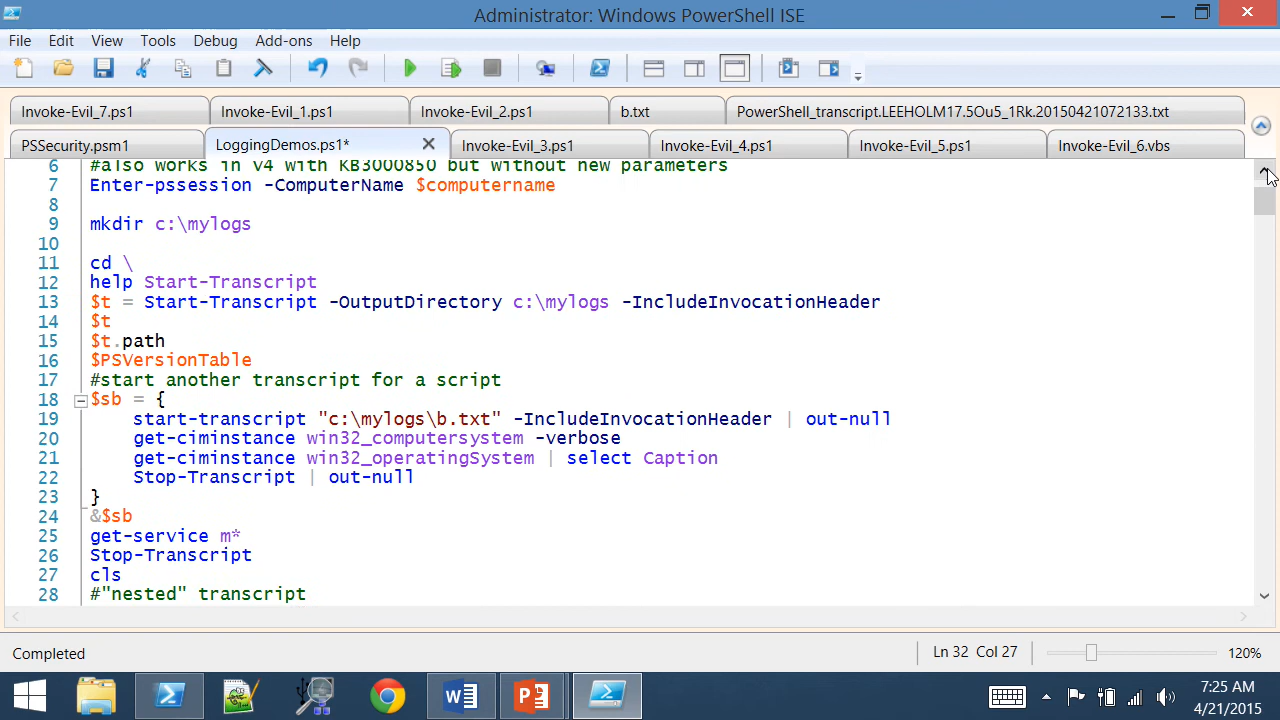 Administrator: Windows PowerShell ISE
File Edit View Tools Debug Add-ons Help
Invoke-Evil_7.ps1 Invoke-Evil_1.ps1 Invoke-Evil_2.ps1 b.txt PowerShell_transcript.LEEHOLM17.5Ou5_1Rk.20150421072133.txt
PSSecurity.psm1 LoggingDemos.ps1* Invoke-Evil_3.ps1 Invoke-Evil_4.ps1 Invoke-Evil_5.ps1 Invoke-Evil_6.vbs
6 #also works in v4 with KB3000850 but without new parameters
7 Enter-pssession -ComputerName $computername
8
9 mkdir c:\mylogs
10
11 cd \
12 help Start-Transcript
13 $t = Start-Transcript -OutputDirectory c:\mylogs -IncludeInvocationHeader
14 $t
15 $t.path
16 $PSVersionTable
17 #start another transcript for a script
18 $sb = {
19 start-transcript "c:\mylogs\b.txt" -IncludeInvocationHeader | out-null
20 get-ciminstance win32_computersystem -verbose
21 get-ciminstance win32_operatingSystem | select Caption
22 Stop-Transcript | out-null
23 }
24 &$sb
25 get-service m*
26 Stop-Transcript
27 cls
28 #"nested" transcript
Completed Ln 32 Col 27 120%
7:25 AM
4/21/2015